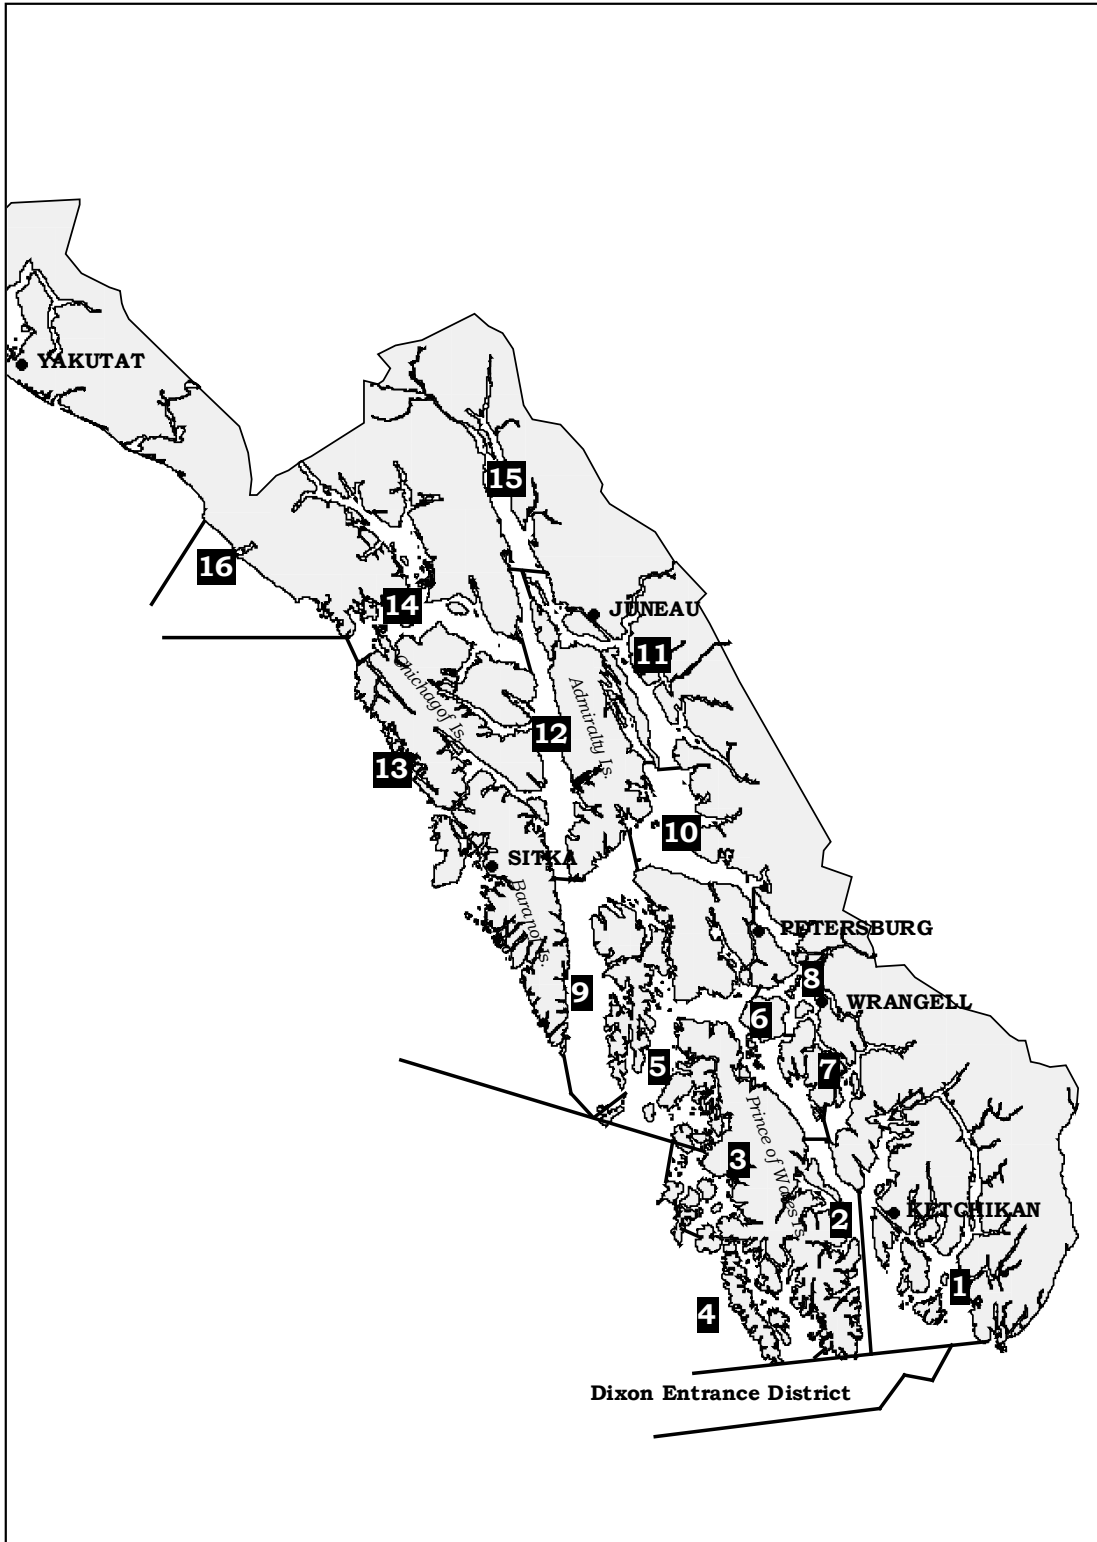 YAKUTAT
15
16
14
JUNEAU
11
Chichagof Is.
Admiralty Is.
12
13
10
SITKA
Baranof Is.
PETERSBURG
8
9
WRANGELL
6
5
7
Prince of Wales Is.
3
2
KETCHIKAN
1
4
Dixon Entrance District